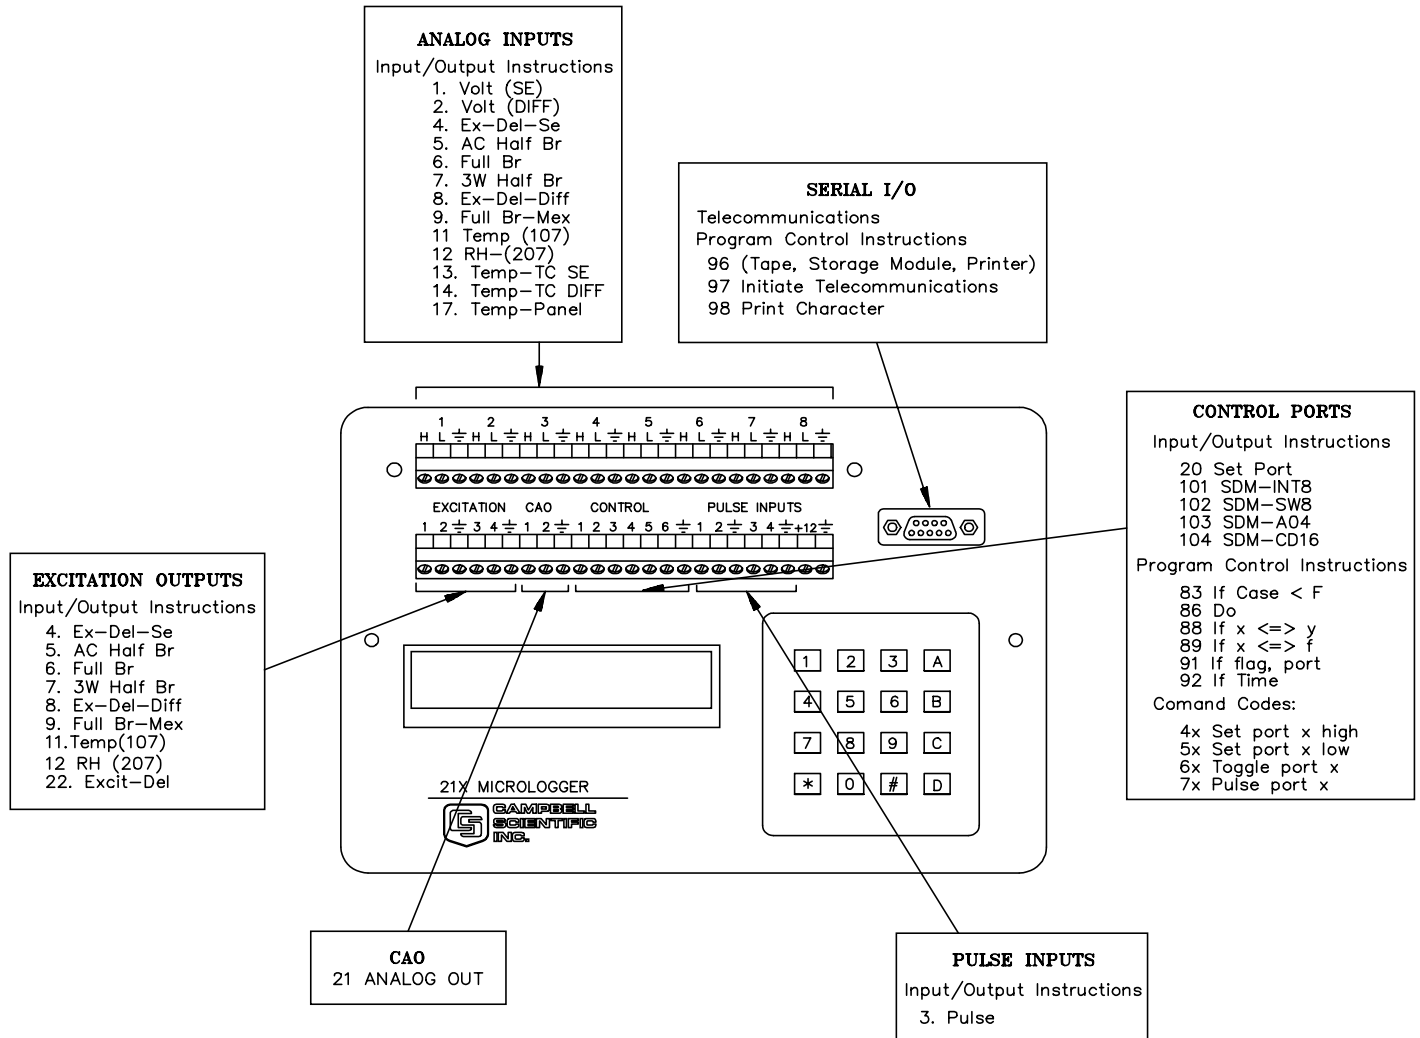 ANALOG INPUTS
Input/Output Instructions
1. Volt (SE)
2. Volt (DIFF)
4. Ex-Del-Se
5. AC Half Br
6. Full Br
7. 3W Half Br
8. Ex-Del-Diff
9. Full Br-Mex
11 Temp (107)
12 RH-(207)
13. Temp-TC SE
14. Temp-TC DIFF
17. Temp-Panel
SERIAL I/O
Telecommunications
Program Control Instructions
96 (Tape, Storage Module, Printer)
97 Initiate Telecommunications
98 Print Character
CONTROL PORTS
Input/Output Instructions
20 Set Port
101 SDM-INT8
102 SDM-SW8
103 SDM-A04
104 SDM-CD16
Program Control Instructions
83 If Case < F
86 Do
88 If x <=> y
89 If x <=> f
91 If flag, port
92 If Time
Comand Codes:
4x Set port x high
5x Set port x low
6x Toggle port x
7x Pulse port x
1 2 3 4 5 6 7 8
H L H L H L H L H L H L H L H L
EXCITATION CAO CONTROL PULSE INPUTS
1 2 3 4 1 2 1 2 3 4 5 6 1 2 3 4 +12
EXCITATION OUTPUTS
Input/Output Instructions
4. Ex-Del-Se
5. AC Half Br
6. Full Br
7. 3W Half Br
8. Ex-Del-Diff
9. Full Br-Mex
11.Temp(107)
12 RH (207)
22. Excit-Del
1 2 3 A
4 5 6 B
7 8 9 C
* 0 # D
21X MICROLOGGER
CAMPBELL
SCIENTIFIC
INC.
CAO
21 ANALOG OUT
PULSE INPUTS
Input/Output Instructions
3. Pulse